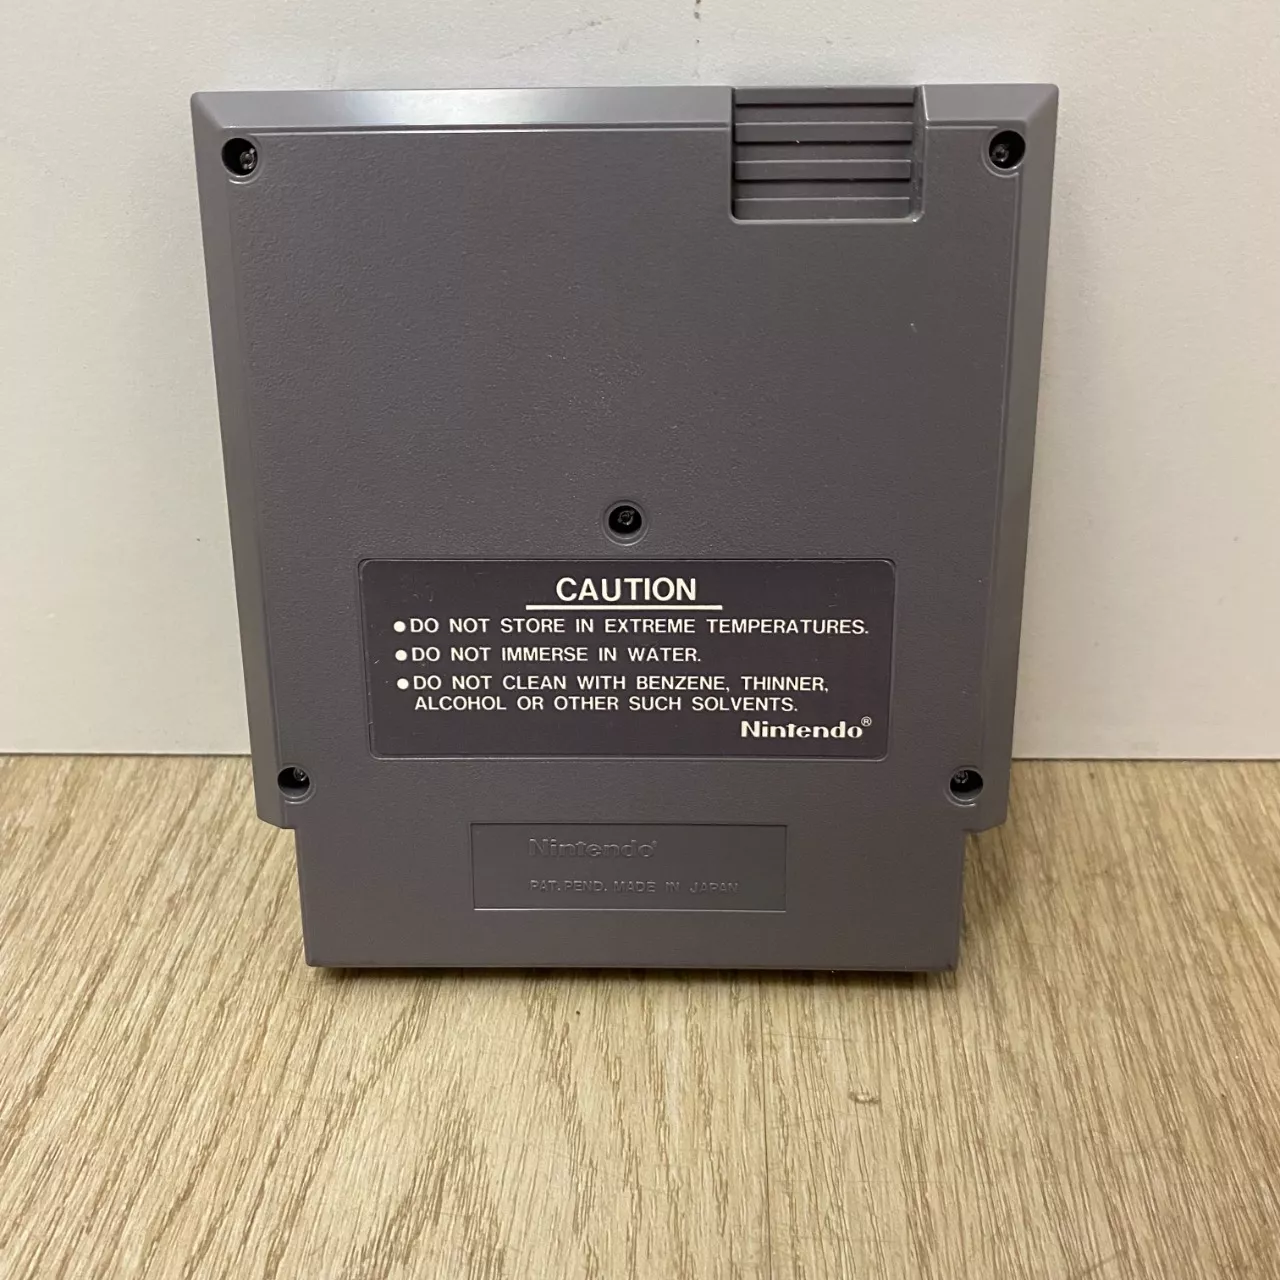 CAUTION
●DO NOT STORE IN EXTREME TEMPERATURES.
●DO NOT IMMERSE IN WATER.
●DO NOT CLEAN WITH BENZENE, THINNER,
ALCOHOL OR OTHER SUCH SOLVENTS.
Nintendo®
Nintendo®
PAT. PEND. MADE IN JAPAN